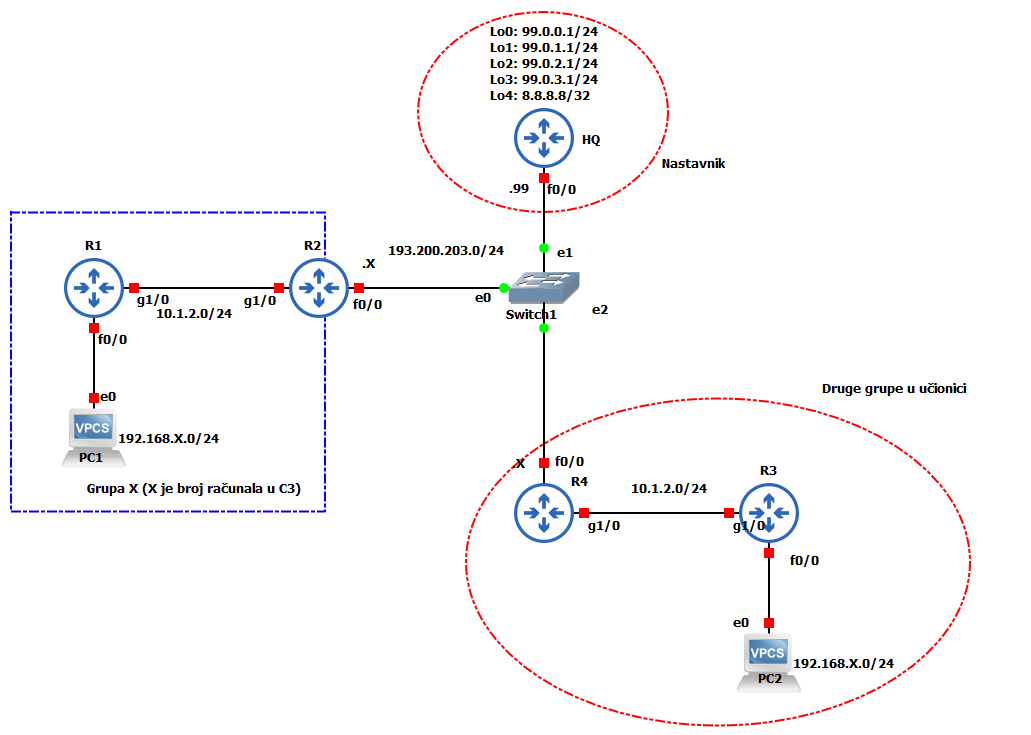 Lo0: 99.0.0.1/24
Lo1: 99.0.1.1/24
Lo2: 99.0.2.1/24
Lo3: 99.0.3.1/24
Lo4: 8.8.8.8/32
HQ
Nastavnik
.99
f0/0
R1
R2
.X
193.200.203.0/24
e1
g1/0
g1/0
10.1.2.0/24
f0/0
e0
Switch1
e2
f0/0
e0
VPCS
192.168.X.0/24
PC1
Grupa X (X je broj računala u C3)
Druge grupe u učionici
.X
f0/0
R4
10.1.2.0/24
R3
g1/0
g1/0
f0/0
e0
VPCS
192.168.X.0/24
PC2